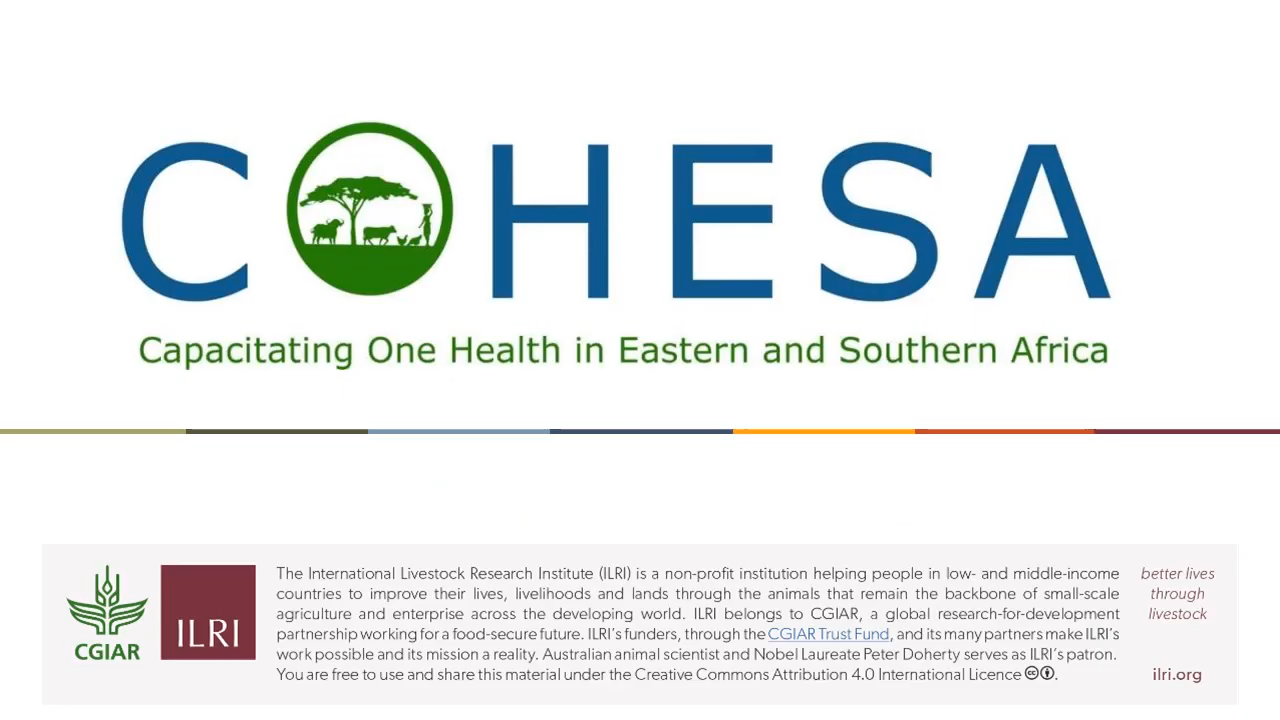 COHESA
Capacitating One Health in Eastern and Southern Africa
CGIAR
ILRI
The International Livestock Research Institute (ILRI) is a non-profit institution helping people in low- and middle-income
countries to improve their lives, livelihoods and lands through the animals that remain the backbone of small-scale
agriculture and enterprise across the developing world. ILRI belongs to CGIAR, a global research-for-development
partnership working for a food-secure future. ILRI’s funders, through the CGIAR Trust Fund, and its many partners make ILRI’s
work possible and its mission a reality. Australian animal scientist and Nobel Laureate Peter Doherty serves as ILRI’s patron.
You are free to use and share this material under the Creative Commons Attribution 4.0 International Licence cc.
better lives
through
livestock
ilri.org